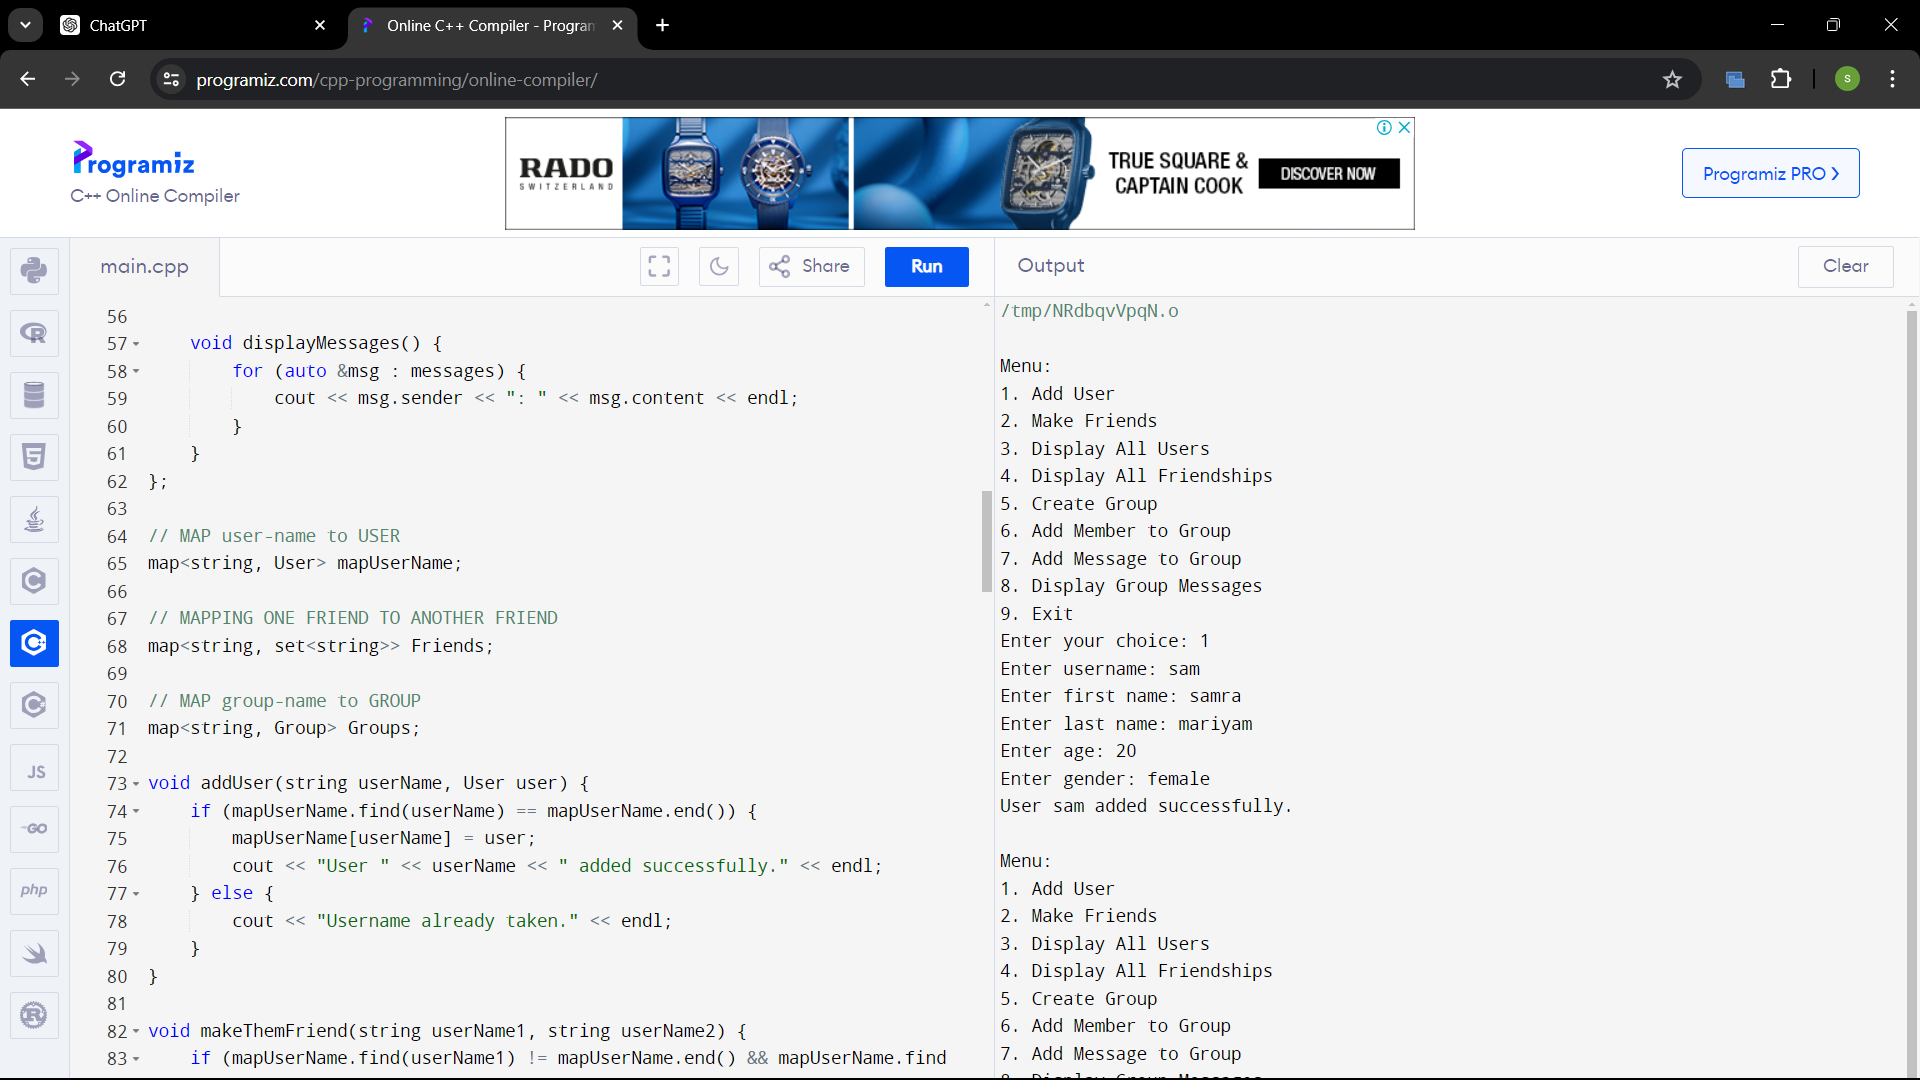 ChatGPT
Online C++ Compiler - Program
programiz.com/cpp-programming/online-compiler/
S
Programiz
C++ Online Compiler
RADO
SWITZERLAND
TRUE SQUARE &
CAPTAIN COOK
DISCOVER NOW
Programiz PRO
main.cpp
Share
Run
Output
Clear
56
57     void displayMessages() {
58         for (auto &msg : messages) {
59             cout << msg.sender << ": " << msg.content << endl;
60         }
61     }
62 };
63
64 // MAP user-name to USER
65 map<string, User> mapUserName;
66
67 // MAPPING ONE FRIEND TO ANOTHER FRIEND
68 map<string, set<string>> Friends;
69
70 // MAP group-name to GROUP
71 map<string, Group> Groups;
72
73 void addUser(string userName, User user) {
74     if (mapUserName.find(userName) == mapUserName.end()) {
75         mapUserName[userName] = user;
76         cout << "User " << userName << " added successfully." << endl;
77     } else {
78         cout << "Username already taken." << endl;
79     }
80 }
81
82 void makeThemFriend(string userName1, string userName2) {
83     if (mapUserName.find(userName1) != mapUserName.end() && mapUserName.find
/tmp/NRdbqvVpqN.o
Menu:
1. Add User
2. Make Friends
3. Display All Users
4. Display All Friendships
5. Create Group
6. Add Member to Group
7. Add Message to Group
8. Display Group Messages
9. Exit
Enter your choice: 1
Enter username: sam
Enter first name: samra
Enter last name: mariyam
Enter age: 20
Enter gender: female
User sam added successfully.
Menu:
1. Add User
2. Make Friends
3. Display All Users
4. Display All Friendships
5. Create Group
6. Add Member to Group
7. Add Message to Group
8. Display Group Messages
R
5
C
C
C
JS
GO
php
R